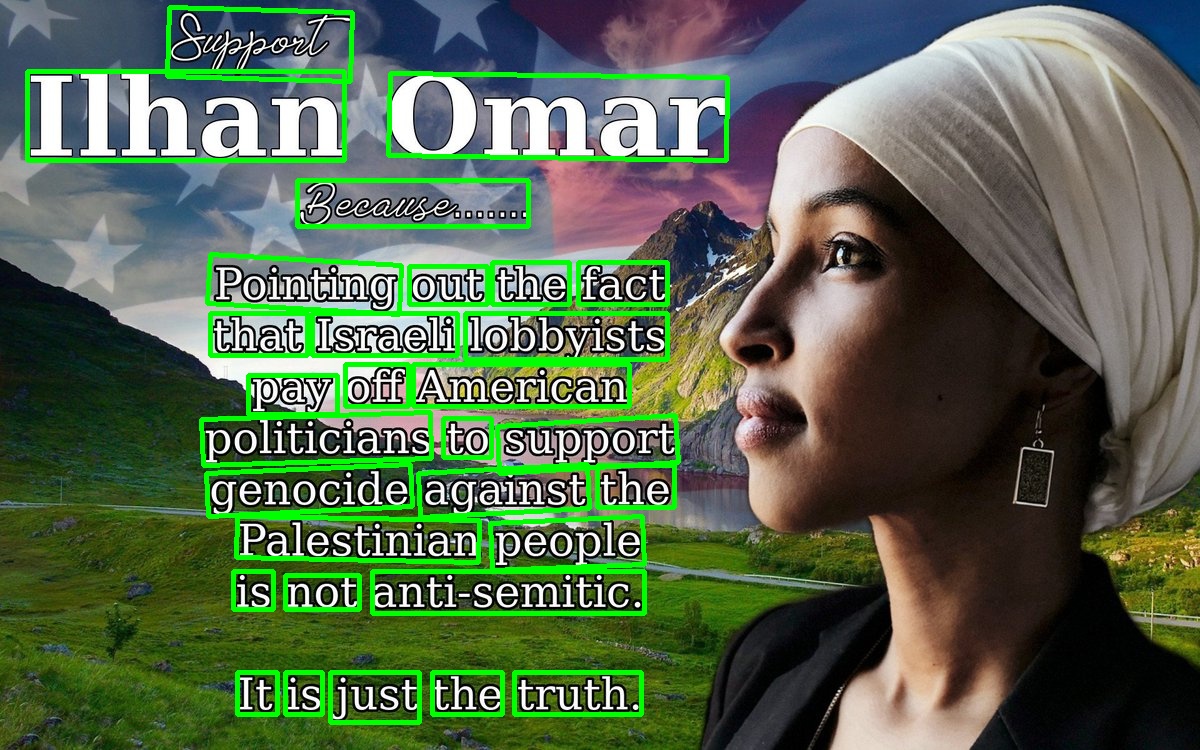 Support
Ilhan Omar
Because.......
Pointing out the fact
that Israeli lobbyists
pay off American
politicians to support
genocide against the
Palestinian people
is not anti-semitic.
It is just the truth.